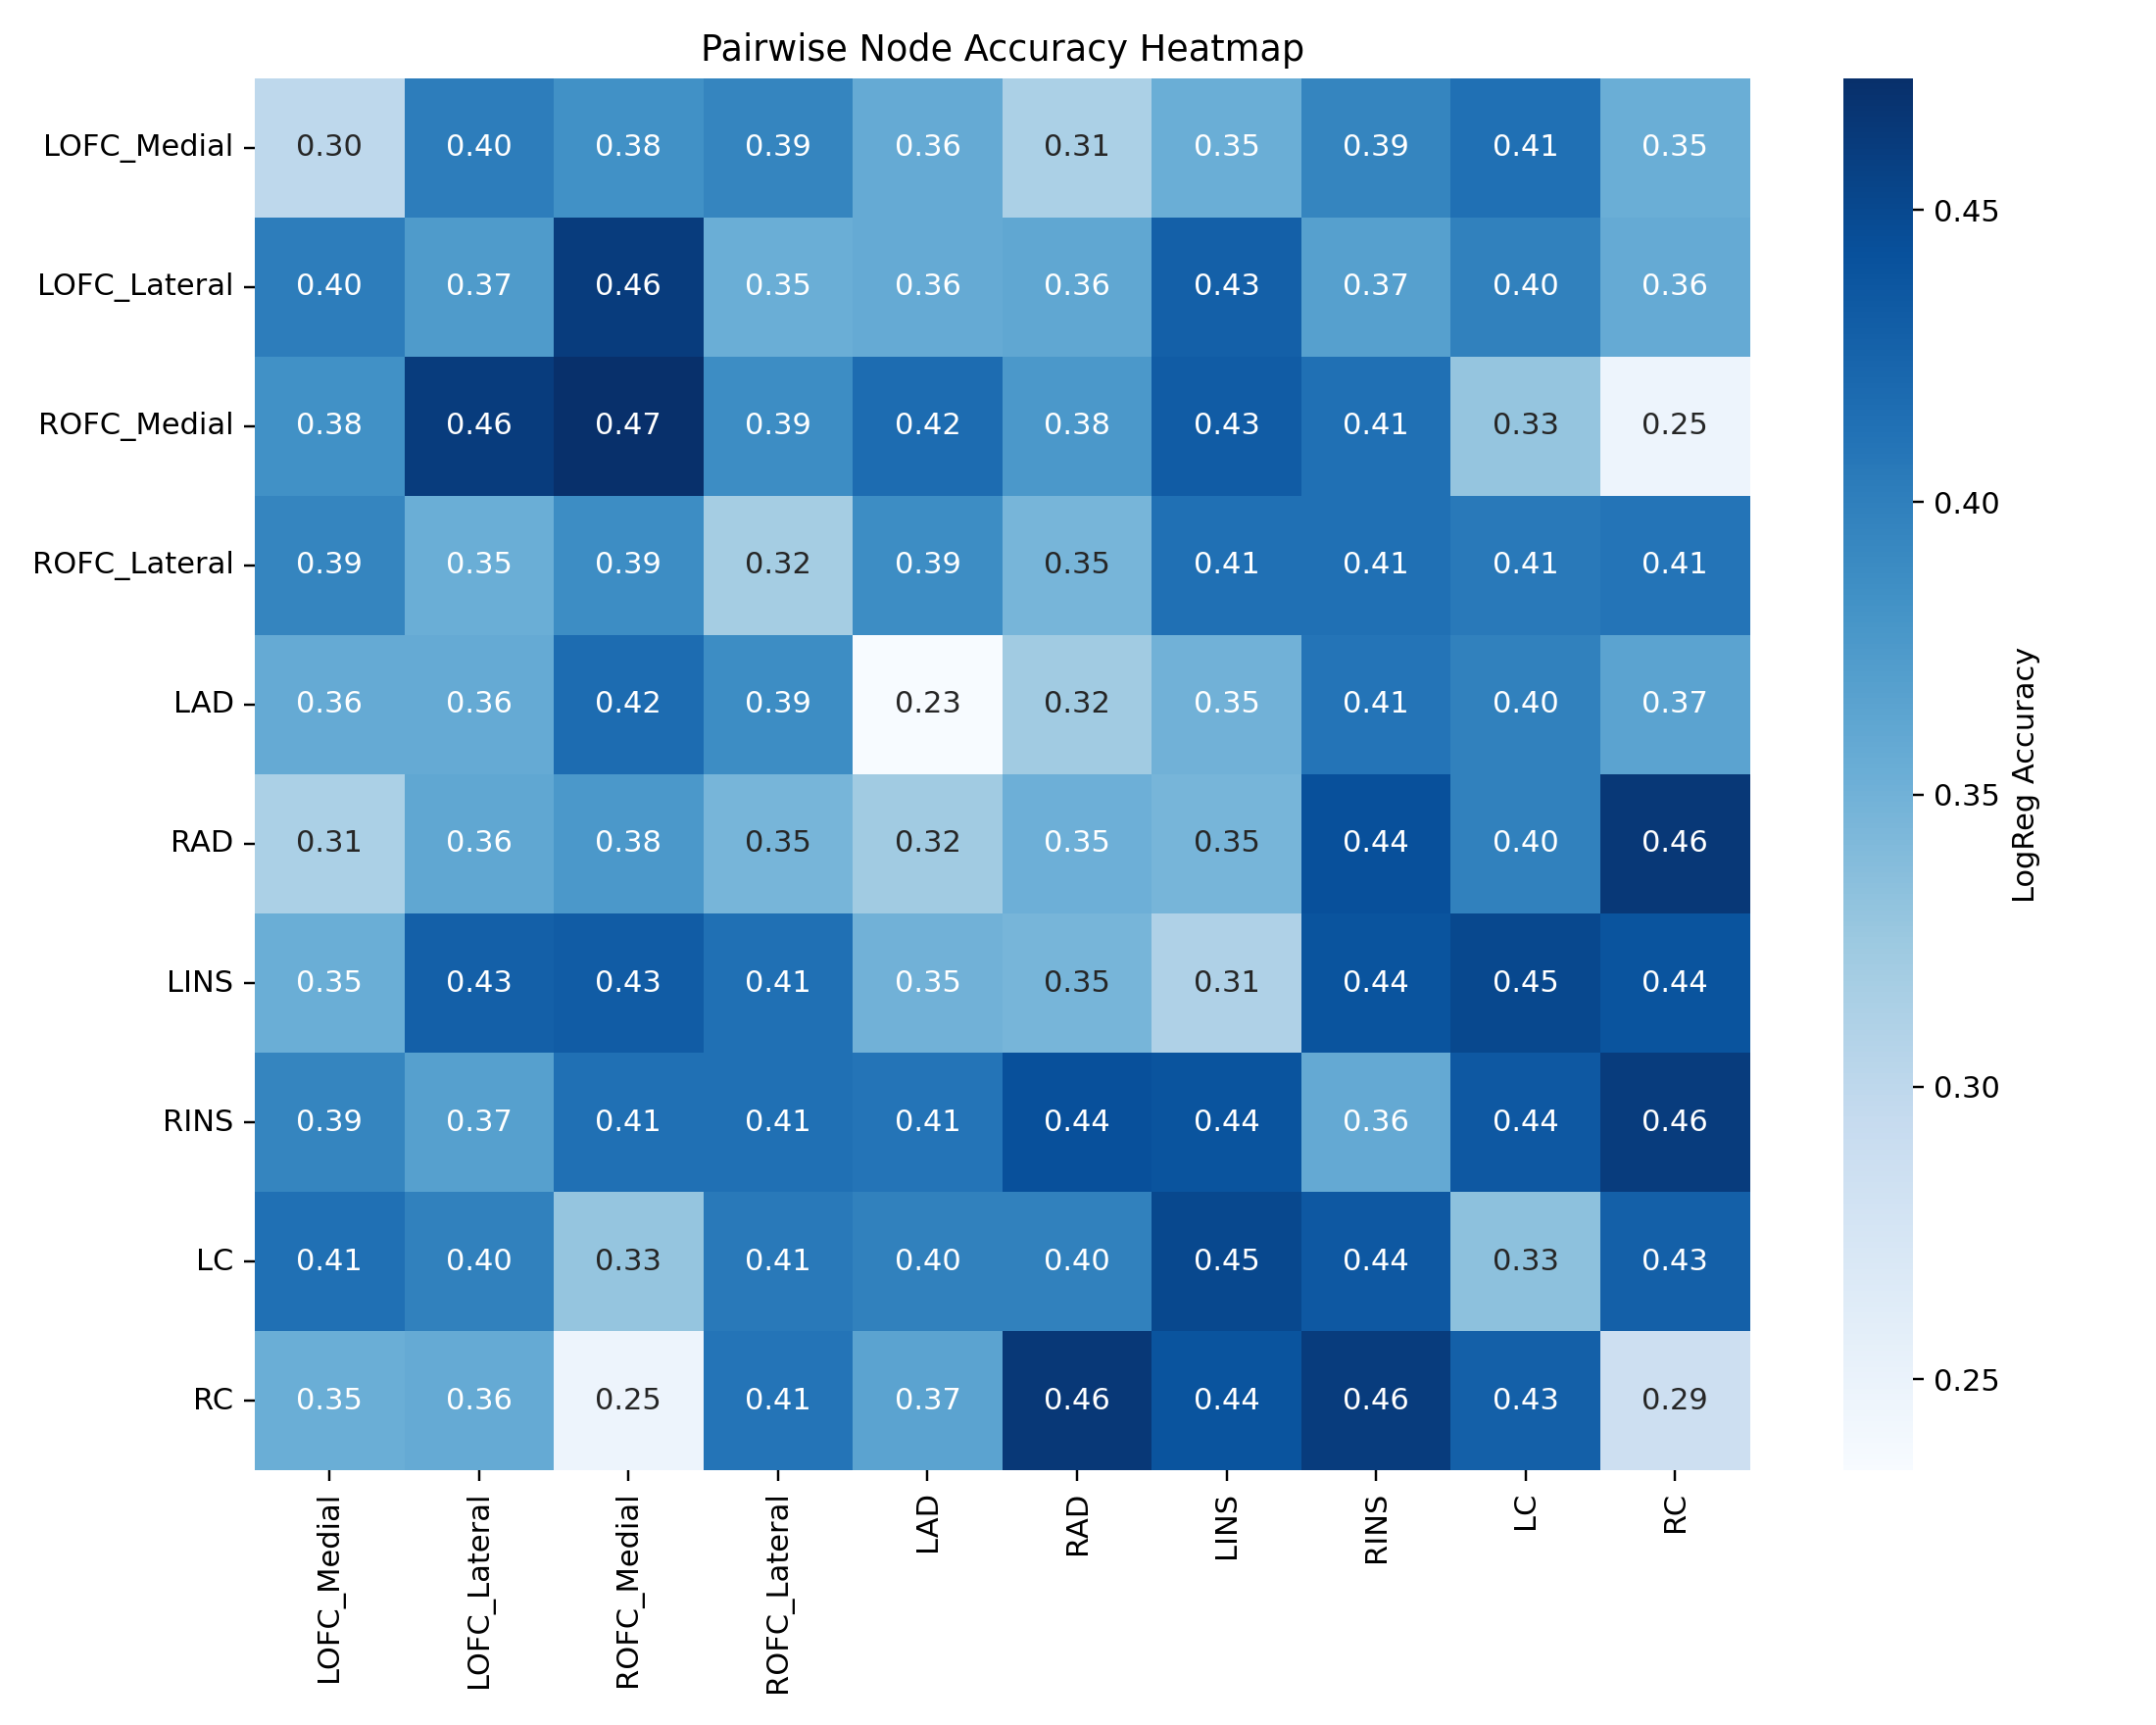 Pairwise Node Accuracy Heatmap
LOFC_Medial 0.30 0.40 0.38 0.39 0.36 0.31 0.35 0.39 0.41 0.35
LOFC_Lateral 0.40 0.37 0.46 0.35 0.36 0.36 0.43 0.37 0.40 0.36
ROFC_Medial 0.38 0.46 0.47 0.39 0.42 0.38 0.43 0.41 0.33 0.25
ROFC_Lateral 0.39 0.35 0.39 0.32 0.39 0.35 0.41 0.41 0.41 0.41
LAD 0.36 0.36 0.42 0.39 0.23 0.32 0.35 0.41 0.40 0.37
RAD 0.31 0.36 0.38 0.35 0.32 0.35 0.35 0.44 0.40 0.46
LINS 0.35 0.43 0.43 0.41 0.35 0.35 0.31 0.44 0.45 0.44
RINS 0.39 0.37 0.41 0.41 0.41 0.44 0.44 0.36 0.44 0.46
LC 0.41 0.40 0.33 0.41 0.40 0.40 0.45 0.44 0.33 0.43
RC 0.35 0.36 0.25 0.41 0.37 0.46 0.44 0.46 0.43 0.29
LOFC_Medial LOFC_Lateral ROFC_Medial ROFC_Lateral LAD RAD LINS RINS LC RC
0.45
0.40
0.35
0.30
0.25
LogReg Accuracy